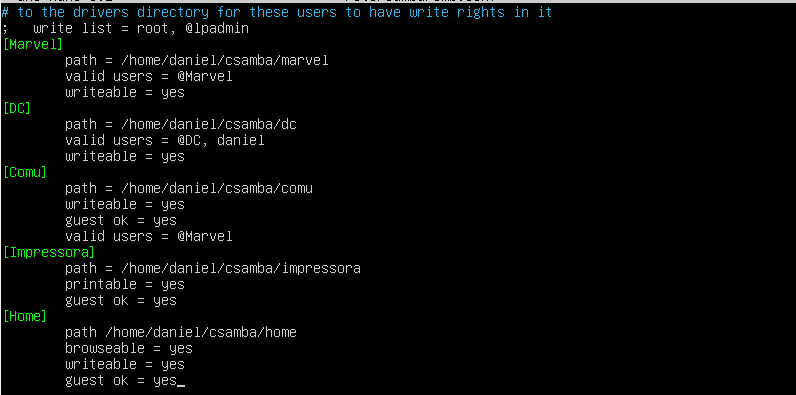 # to the drivers directory for these users to have write rights in it
;   write list = root, @lpadmin
[Marvel]
path = /home/daniel/csamba/marvel
valid users = @Marvel
writeable = yes
[DC]
path = /home/daniel/csamba/dc
valid users = @DC, daniel
writeable = yes
[Comu]
path = /home/daniel/csamba/comu
writeable = yes
guest ok = yes
valid users = @Marvel
[Impressora]
path = /home/daniel/csamba/impressora
printable = yes
guest ok = yes
[Home]
path /home/daniel/csamba/home
browseable = yes
writeable = yes
guest ok = yes_